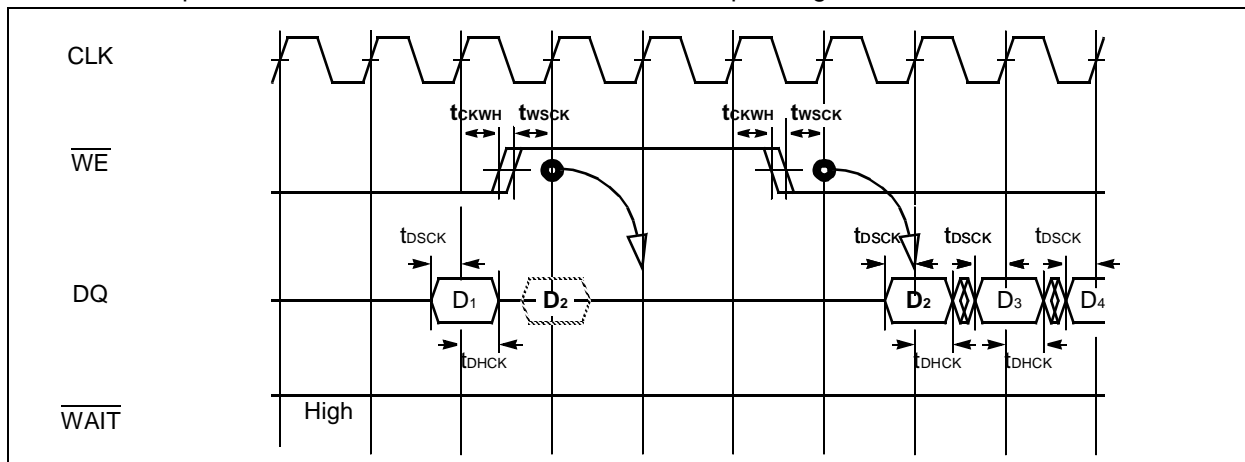 CLK
tCKWH tWSCK tCKWH tWSCK
WE
tDSCK tDSCK tDSCK tDSCK
DQ D1 D2 D2 D3 D4
tDHCK tDHCK tDHCK
High
WAIT